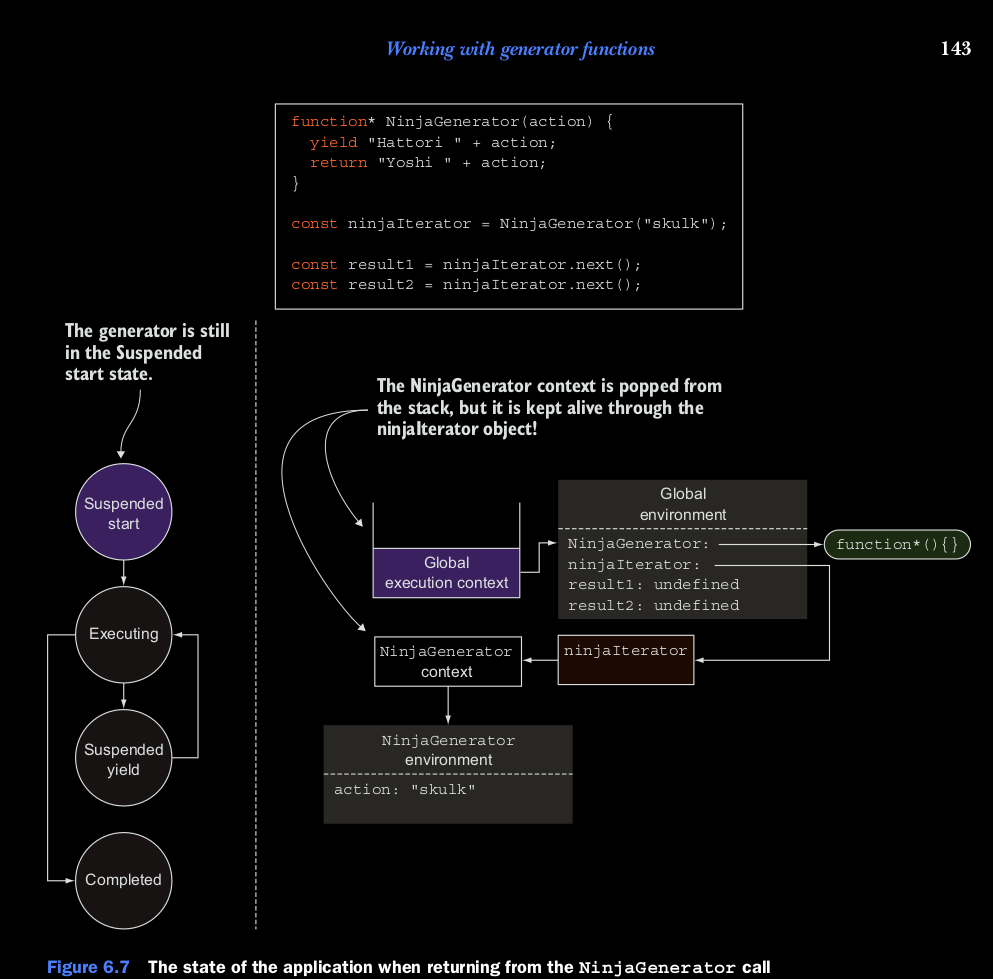 Working with generator functions 143
function* NinjaGenerator(action) {
yield "Hattori " + action;
return "Yoshi " + action;
}
const ninjaIterator = NinjaGenerator("skulk");
const result1 = ninjaIterator.next();
const result2 = ninjaIterator.next();
The generator is still
in the Suspended
start state.
Suspended
start
Executing
Suspended
yield
Completed
The NinjaGenerator context is popped from
the stack, but it is kept alive through the
ninjaIterator object!
Global
execution context
Global
environment
NinjaGenerator:
ninjaIterator:
result1: undefined
result2: undefined
function*(){}
NinjaGenerator
context
ninjaIterator
NinjaGenerator
environment
action: "skulk"
Figure 6.7 The state of the application when returning from the NinjaGenerator call